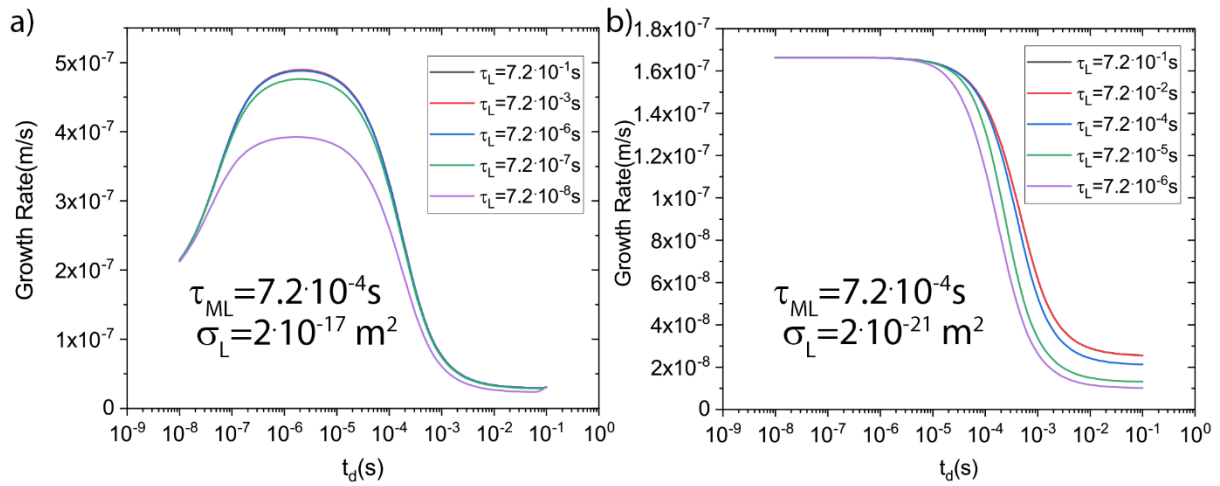 a)
Growth Rate(m/s)
5x10⁻⁷
4x10⁻⁷
3x10⁻⁷
2x10⁻⁷
1x10⁻⁷
0
τL=7.2·10⁻¹s
τL=7.2·10⁻³s
τL=7.2·10⁻⁶s
τL=7.2·10⁻⁷s
τL=7.2·10⁻⁸s
τML=7.2·10⁻⁴s
σL=2·10⁻¹⁷ m²
10⁻⁹ 10⁻⁸ 10⁻⁷ 10⁻⁶ 10⁻⁵ 10⁻⁴ 10⁻³ 10⁻² 10⁻¹ 10⁰
td(s)
b)
Growth Rate(m/s)
1.8x10⁻⁷
1.6x10⁻⁷
1.4x10⁻⁷
1.2x10⁻⁷
1x10⁻⁷
8x10⁻⁸
6x10⁻⁸
4x10⁻⁸
2x10⁻⁸
0
τL=7.2·10⁻¹s
τL=7.2·10⁻²s
τL=7.2·10⁻⁴s
τL=7.2·10⁻⁵s
τL=7.2·10⁻⁶s
τML=7.2·10⁻⁴s
σL=2·10⁻²¹ m²
10⁻⁹ 10⁻⁸ 10⁻⁷ 10⁻⁶ 10⁻⁵ 10⁻⁴ 10⁻³ 10⁻² 10⁻¹ 10⁰
td(s)